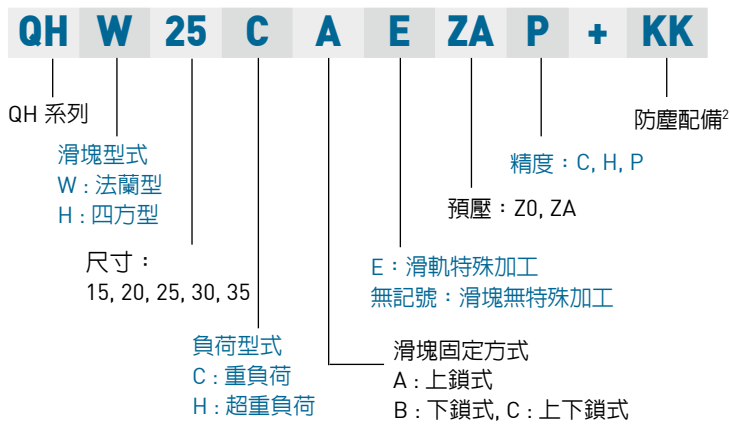 QH W 25 C A E ZA P + KK
QH 系列
防塵配備2
滑塊型式
W : 法蘭型
H : 四方型
精度：C, H, P
預壓：Z0, ZA
尺寸：
15, 20, 25, 30, 35
E：滑軌特殊加工
無記號：滑塊無特殊加工
負荷型式
C : 重負荷
H : 超重負荷
滑塊固定方式
A : 上鎖式
B : 下鎖式, C : 上下鎖式